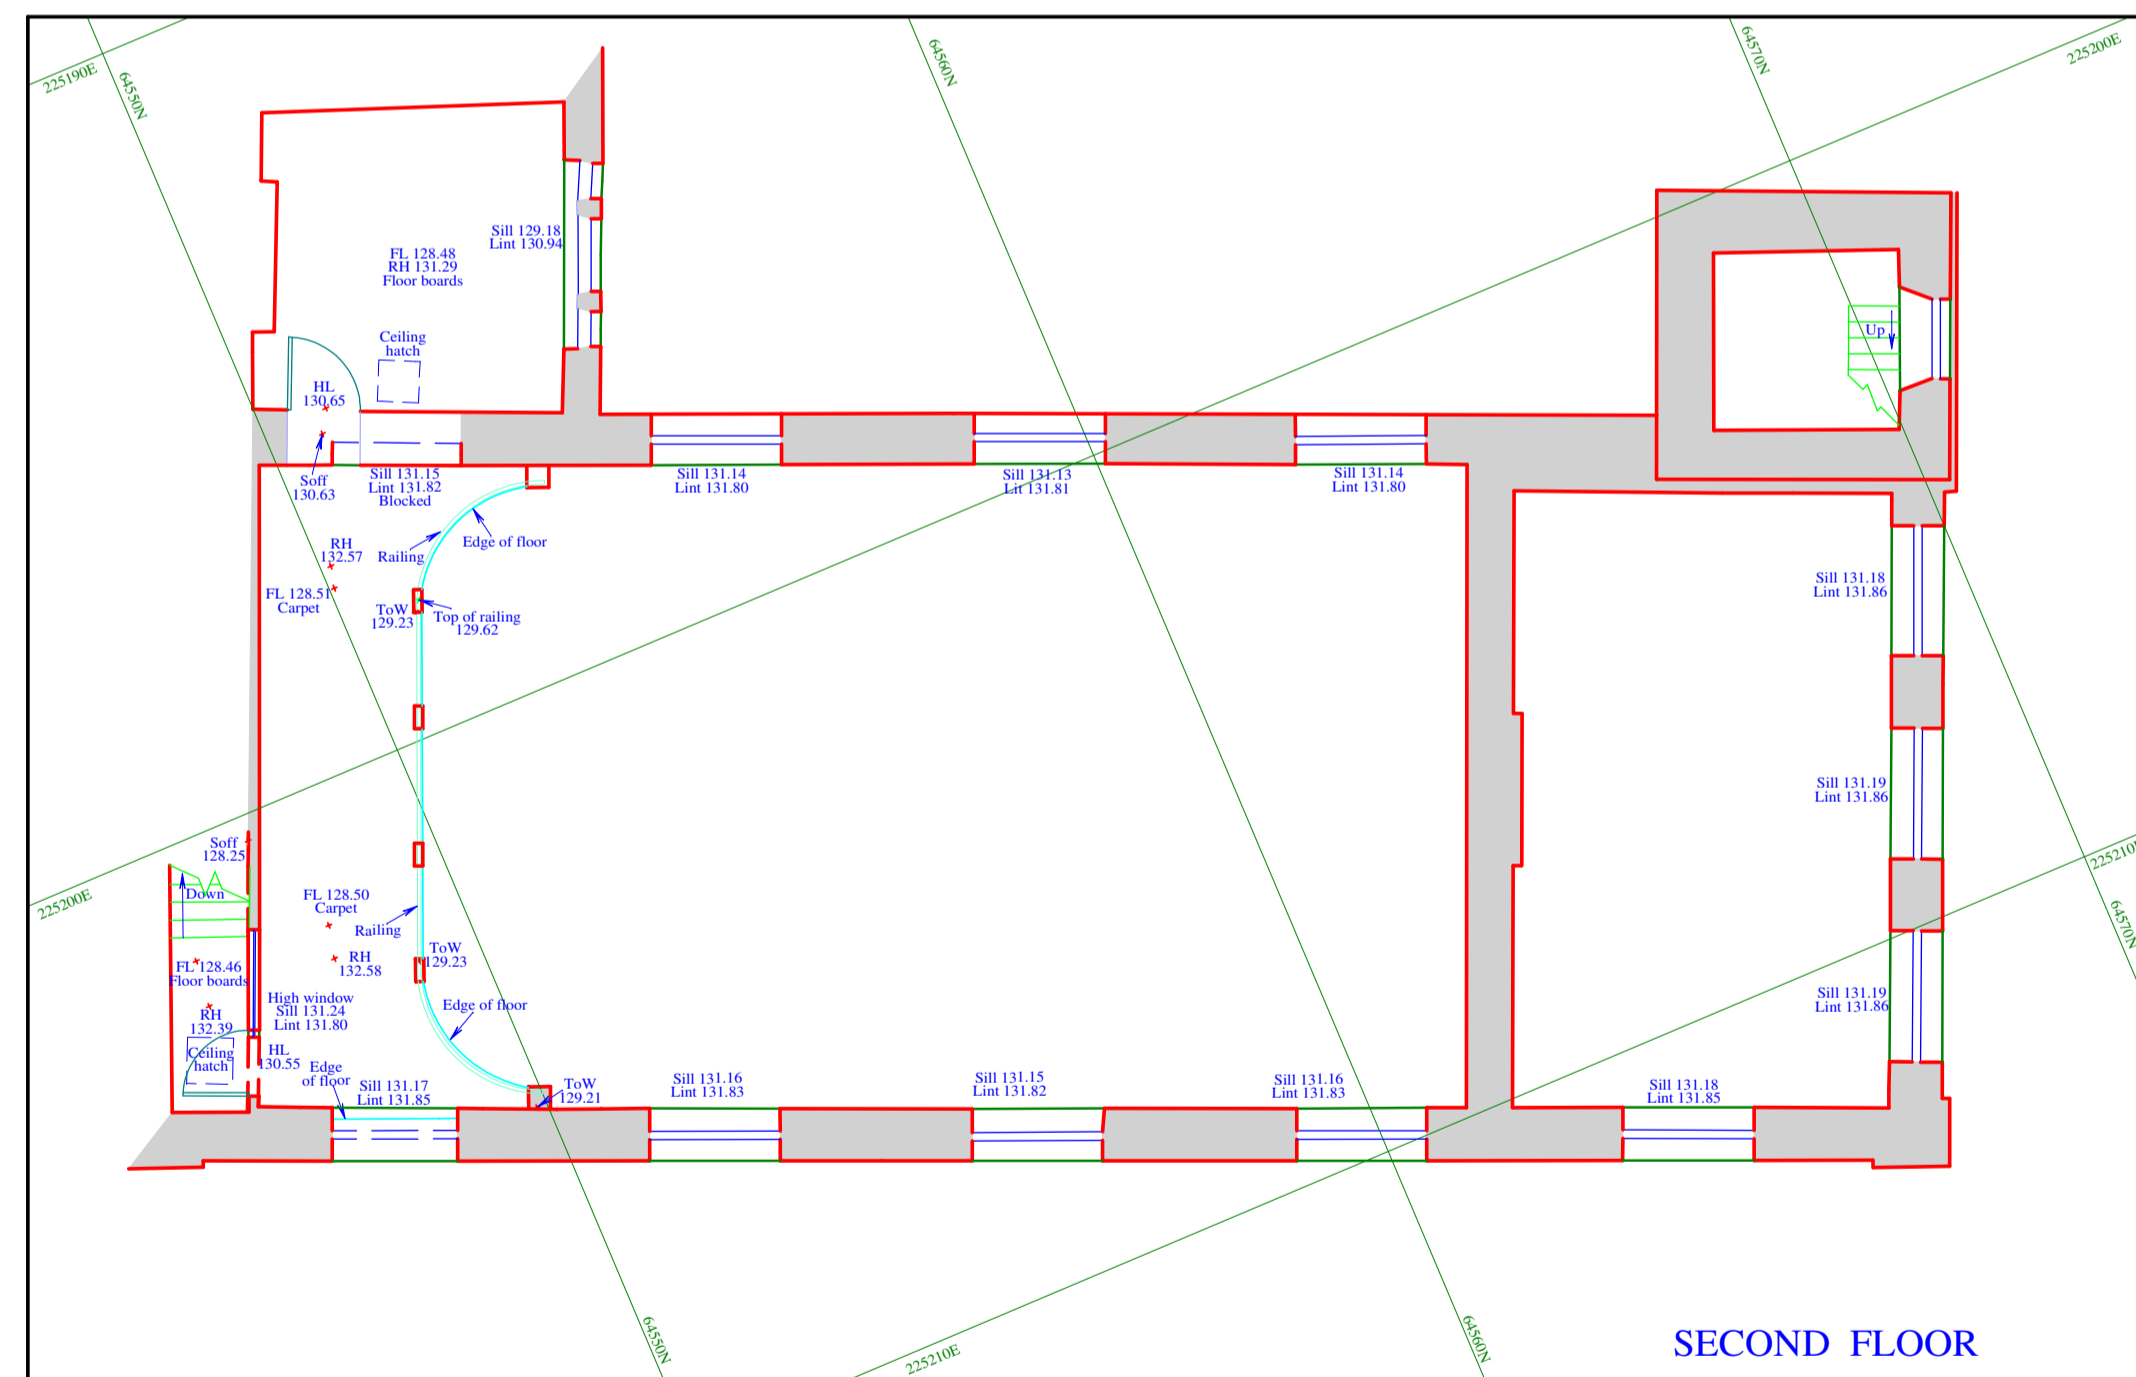 225190E
64550N
64560N
64570N
225200E
Sill 129.18
Lint 130.94
FL 128.48
RH 131.29
Floor boards
Ceiling
hatch
HL
130.65
Up
Soff
130.63
Sill 131.15
Lint 131.82
Blocked
Sill 131.14
Lint 131.80
Sill 131.13
Lit 131.81
Sill 131.14
Lint 131.80
RH
132.57
Railing
Edge of floor
FL 128.51
Carpet
ToW
129.23
Top of railing
129.62
Sill 131.18
Lint 131.86
Sill 131.19
Lint 131.86
Soff
128.25
Down
225200E
FL 128.50
Carpet
Railing
225210E
64570N
ToW
129.23
RH
132.58
FL 128.46
Floor boards
High window
Sill 131.24
Lint 131.80
Edge of floor
Sill 131.19
Lint 131.86
RH
132.39
Ceiling
hatch
HL
130.55
Edge
of floor
Sill 131.17
Lint 131.85
ToW
129.21
Sill 131.16
Lint 131.83
Sill 131.15
Lint 131.82
Sill 131.16
Lint 131.83
Sill 131.18
Lint 131.85
64550N
225210E
64560N
SECOND FLOOR